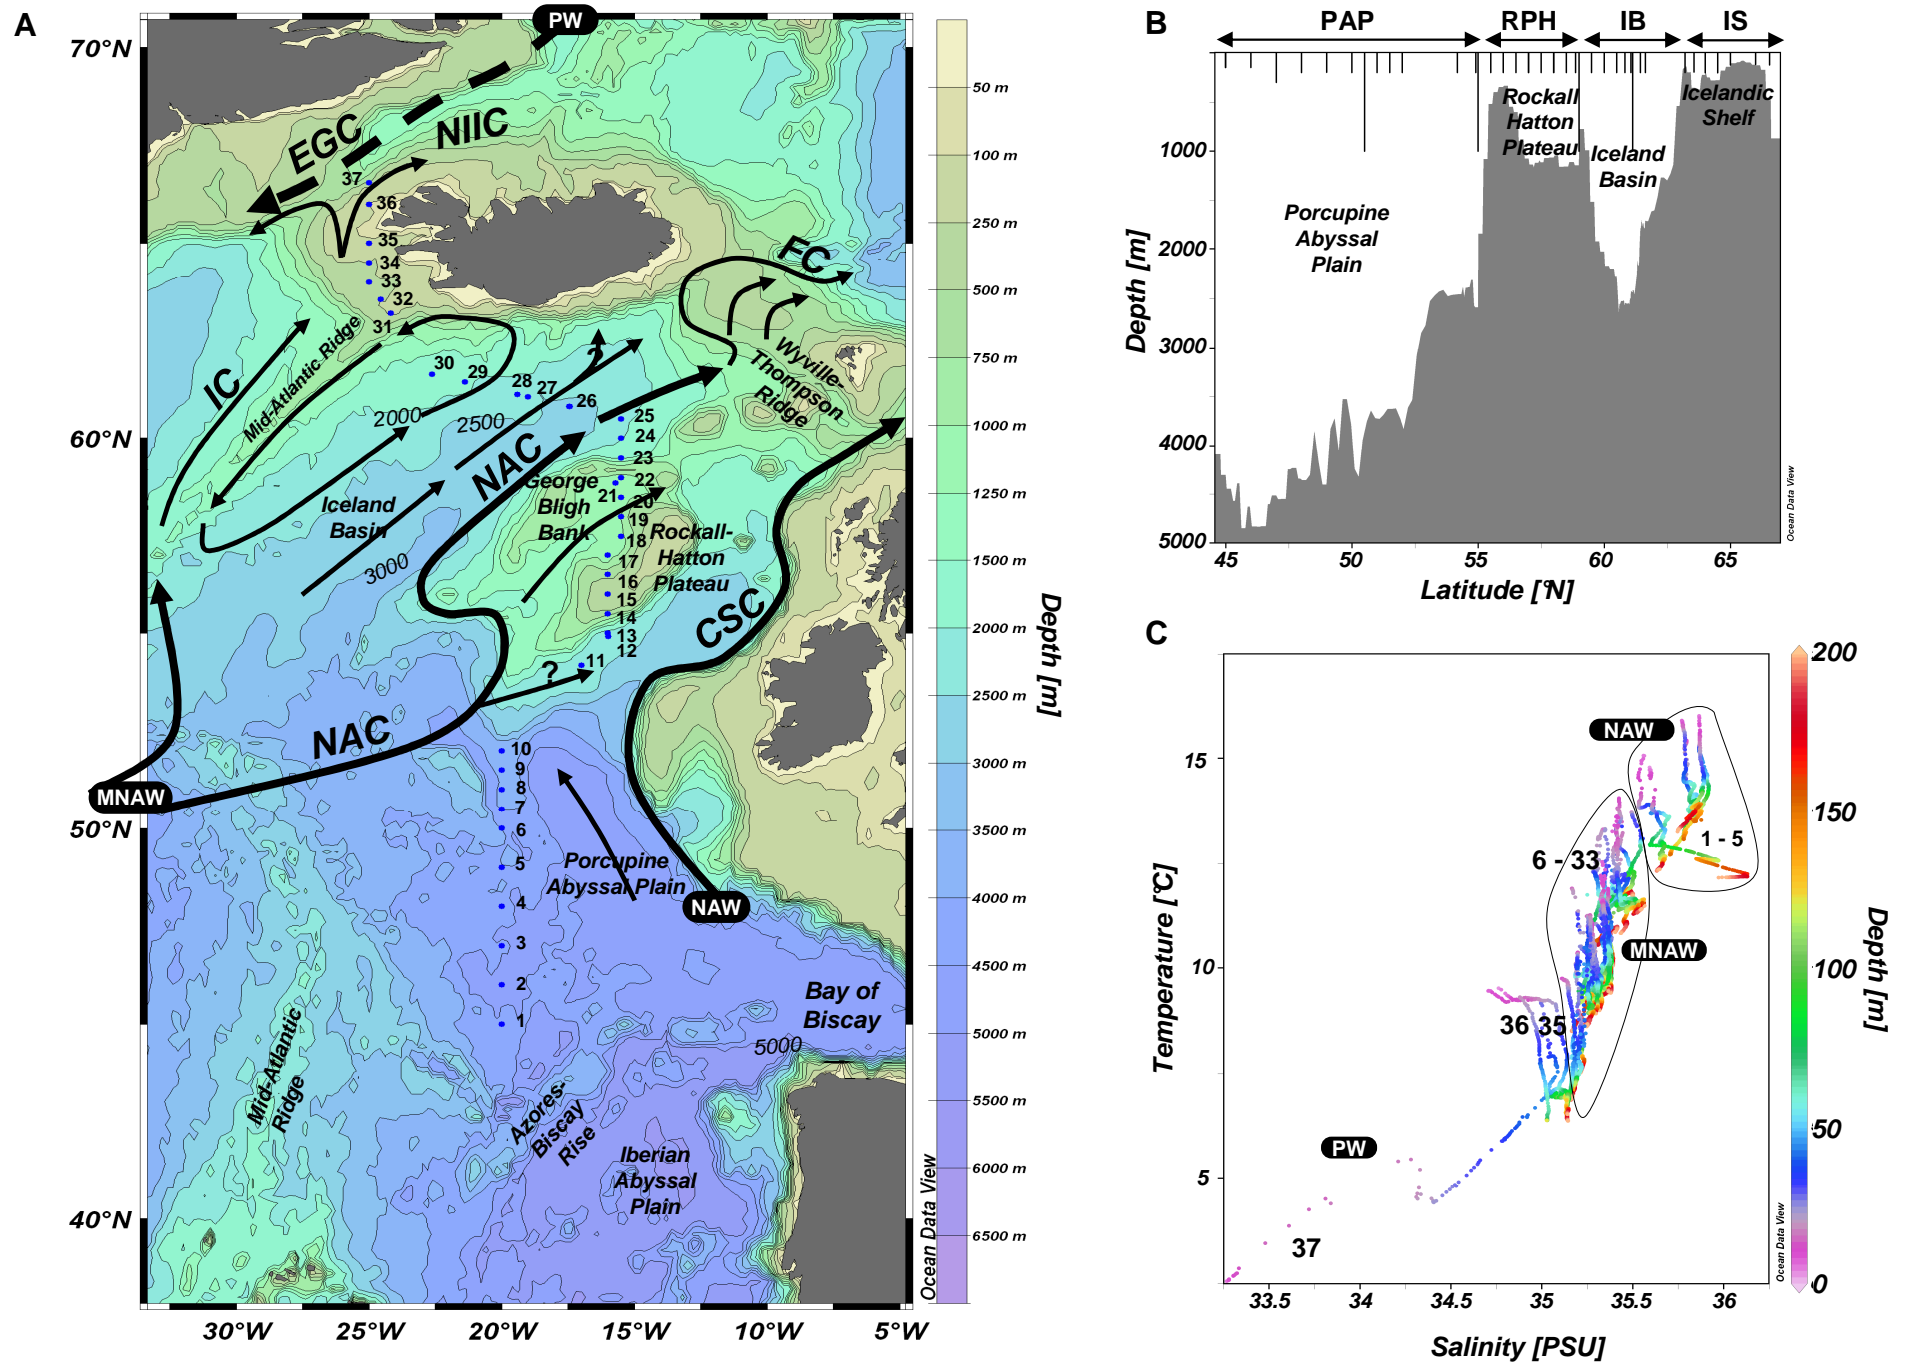 A
70°N
60°N
50°N
40°N
30°W
25°W
20°W
15°W
10°W
5°W
PW
EGC
NIIC
37
36
35
34
33
32
31
FC
IC
Mid-Atlantic Ridge
30
29
28
27
26
25
24
23
22
21
20
19
18
17
16
15
14
13
12
11
?
2000
2500
3000
Wyville-
Thompson
Ridge
NAC
George
Bligh
Bank
Iceland
Basin
Rockall-
Hatton
Plateau
CSC
?
NAC
MNAW
10
9
8
7
6
5
4
3
2
1
Porcupine
Abyssal Plain
NAW
Bay of
Biscay
5000
Mid-Atlantic
Ridge
Azores-
Biscay
Rise
Iberian
Abyssal
Plain
Ocean Data View
50 m
100 m
250 m
500 m
750 m
1000 m
1250 m
1500 m
2000 m
2500 m
3000 m
3500 m
4000 m
4500 m
5000 m
5500 m
6000 m
6500 m
Depth [m]
B
PAP
RPH
IB
IS
Rockall
Hatton
Plateau
Icelandic
Shelf
Iceland
Basin
Porcupine
Abyssal
Plain
1000
2000
3000
4000
5000
Depth [m]
45
50
55
60
65
Latitude [°N]
Ocean Data View
C
NAW
1 - 5
6 - 33
MNAW
36
35
PW
37
15
10
5
Temperature [°C]
33.5
34
34.5
35
35.5
36
Salinity [PSU]
Ocean Data View
200
150
100
50
0
Depth [m]